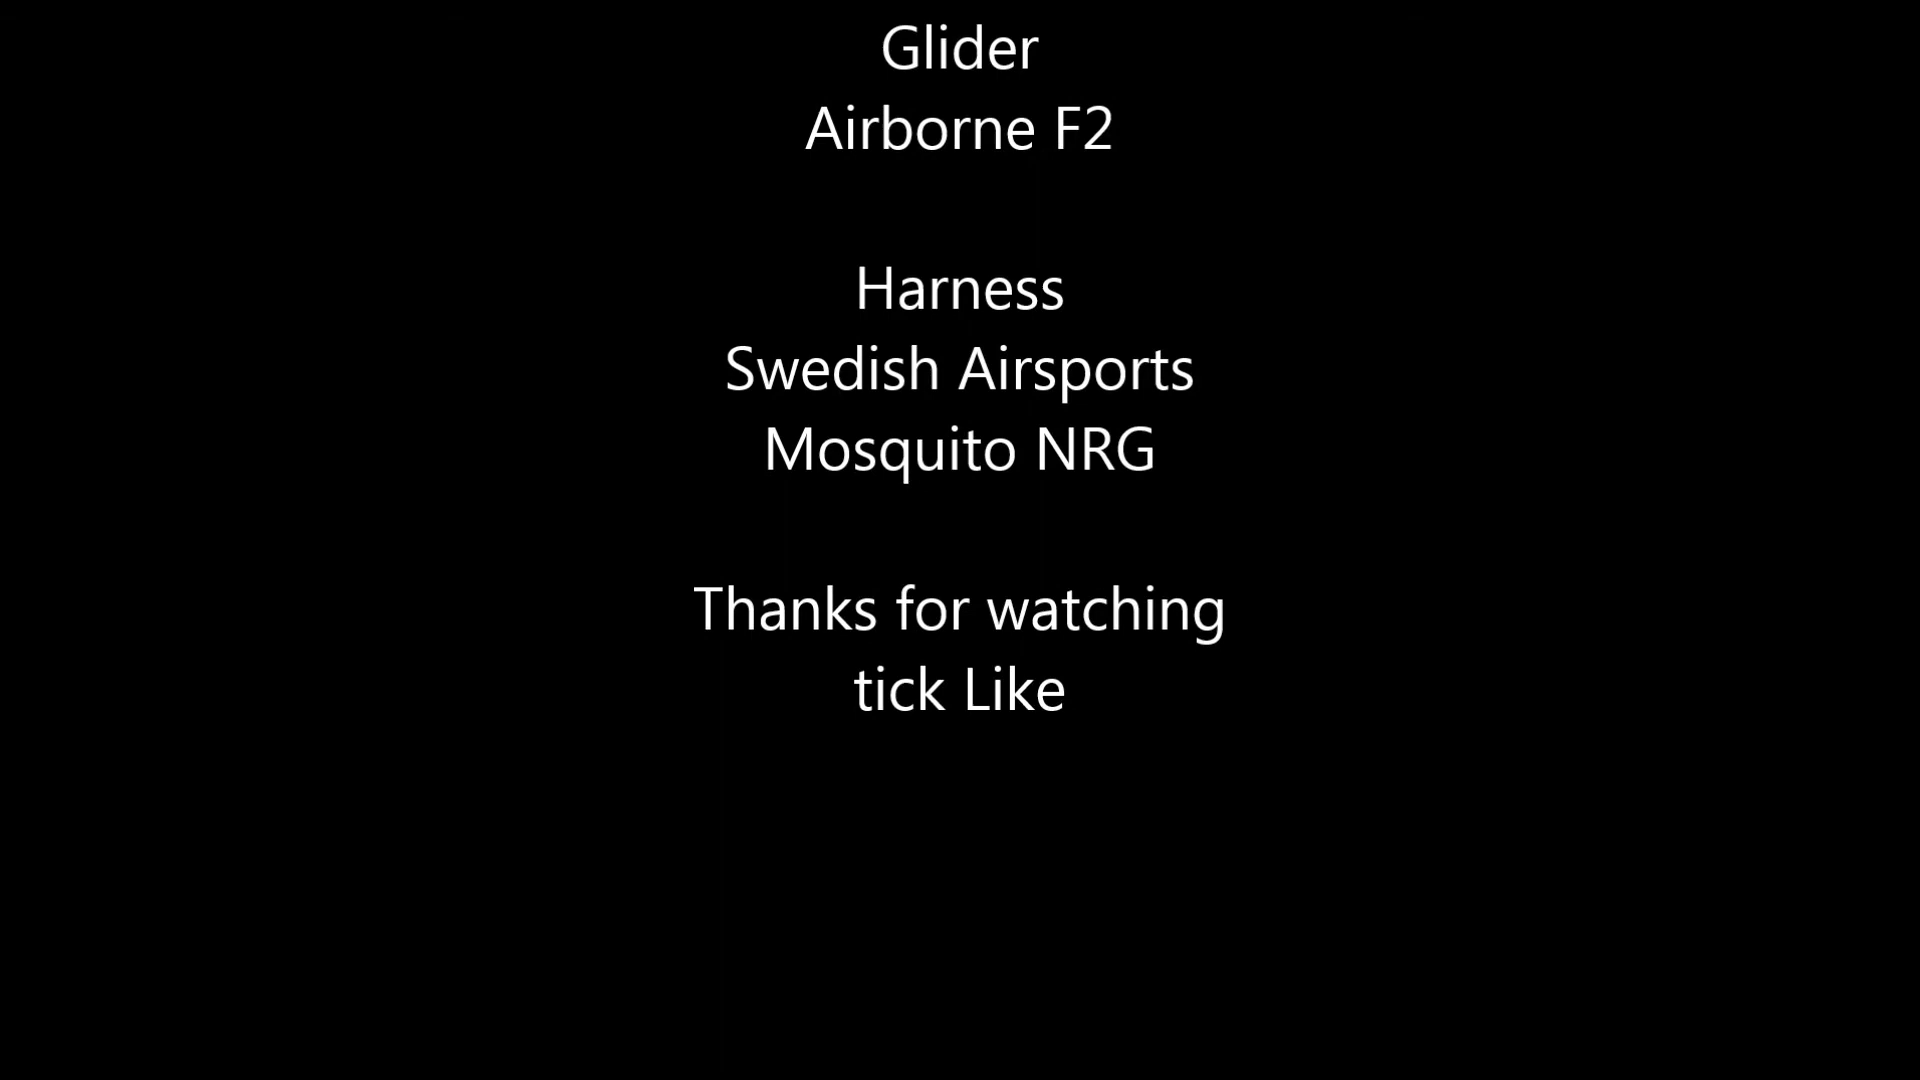 Glider
Airborne F2
Harness
Swedish Airsports
Mosquito NRG
Thanks for watching
tick Like